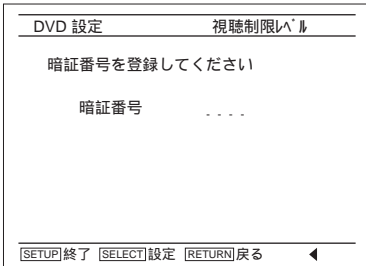 DVD 設定 視聴制限ﾚﾍﾞﾙ
暗証番号を登録してください
暗証番号 _ _ _ _
SETUP 終了 SELECT 設定 RETURN 戻る ◀